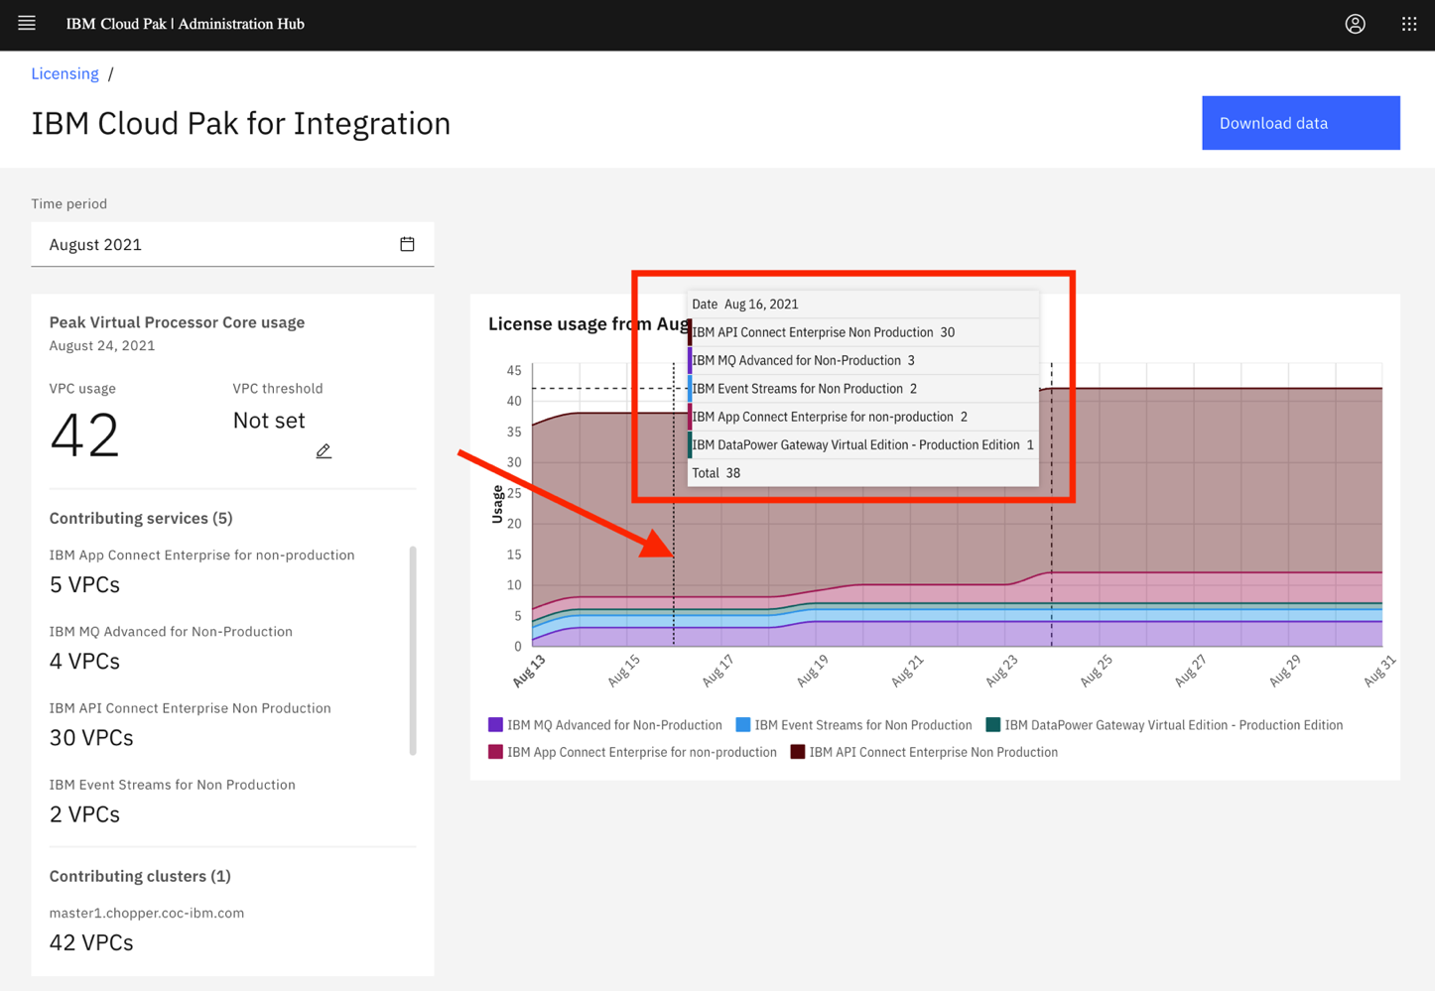 IBM Cloud Pak | Administration Hub
Licensing /
IBM Cloud Pak for Integration
Download data
Time period
August 2021
Peak Virtual Processor Core usage
August 24, 2021
VPC usage
VPC threshold
42
Not set
Contributing services (5)
IBM App Connect Enterprise for non-production
5 VPCs
IBM MQ Advanced for Non-Production
4 VPCs
IBM API Connect Enterprise Non Production
30 VPCs
IBM Event Streams for Non Production
2 VPCs
Contributing clusters (1)
master1.chopper.coc-ibm.com
42 VPCs
License usage from Aug
Date Aug 16, 2021
IBM API Connect Enterprise Non Production 30
IBM MQ Advanced for Non-Production 3
IBM Event Streams for Non Production 2
IBM App Connect Enterprise for non-production 2
IBM DataPower Gateway Virtual Edition - Production Edition 1
Total 38
45
40
35
30
25
20
15
10
5
0
Usage
Aug 13
Aug 15
Aug 17
Aug 19
Aug 21
Aug 23
Aug 25
Aug 27
Aug 29
Aug 31
IBM MQ Advanced for Non-Production
IBM Event Streams for Non Production
IBM DataPower Gateway Virtual Edition - Production Edition
IBM App Connect Enterprise for non-production
IBM API Connect Enterprise Non Production